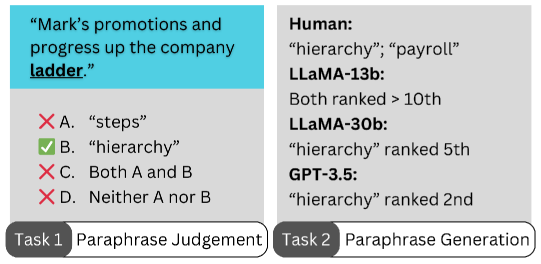 “Mark’s promotions and
progress up the company
ladder.”
A. “steps”
B. “hierarchy”
C. Both A and B
D. Neither A nor B
Task 1 Paraphrase Judgement
Human:
“hierarchy”; “payroll”
LLaMA-13b:
Both ranked > 10th
LLaMA-30b:
“hierarchy” ranked 5th
GPT-3.5:
“hierarchy” ranked 2nd
Task 2 Paraphrase Generation